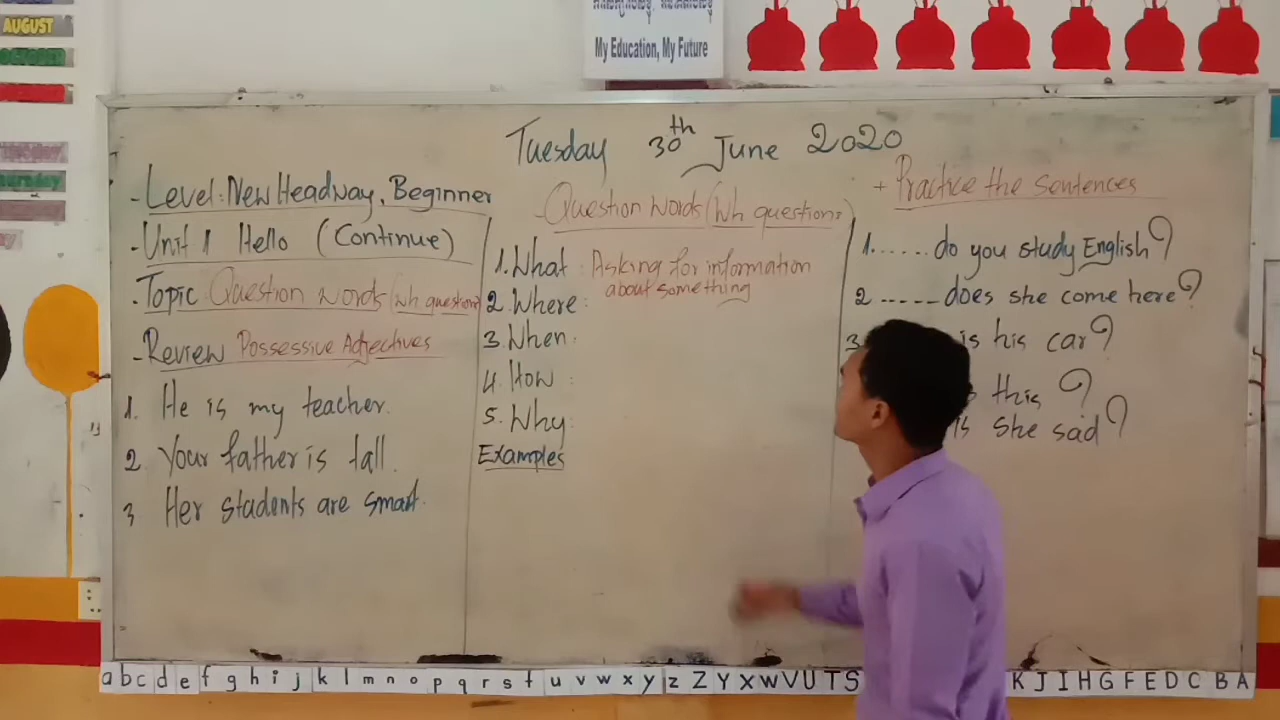 AUGUST
My Education, My Future
Tuesday 30th June 2020
- Level: New Headway, Beginner
- Unit 1 Hello (Continue)
- Topic: Question words (wh question)
- Review Possessive Adjectives
1. He is my teacher.
2. Your father is tall.
3 Her students are smart.
- Question words (wh questions)
1. What : Asking for information
about something
2. Where:
3. When:
4. How :
5. Why:
Examples
+ Practice the sentences
1...... do you study English?
2 ...... does she come here?
3 is his car?
this ?
is she sad?
a b c d e f g h i j k l m n o p q r s t u v w x y z Z Y X W V U T S
K J I H G F E D C B A